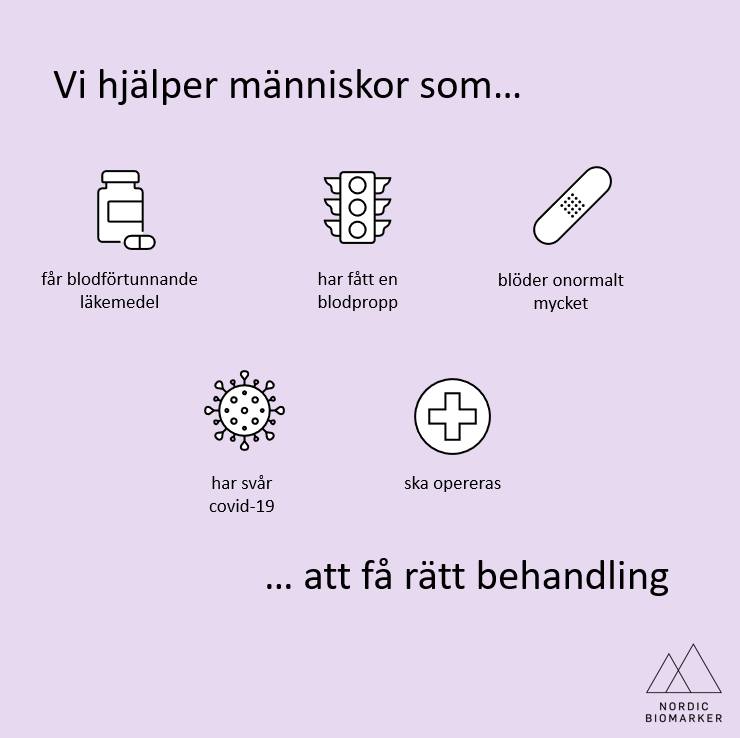 Vi hjälper människor som...
får blodförtunnande
läkemedel
har fått en
blodpropp
blöder onormalt
mycket
har svår
covid-19
ska opereras
... att få rätt behandling
NORDIC
BIOMARKER